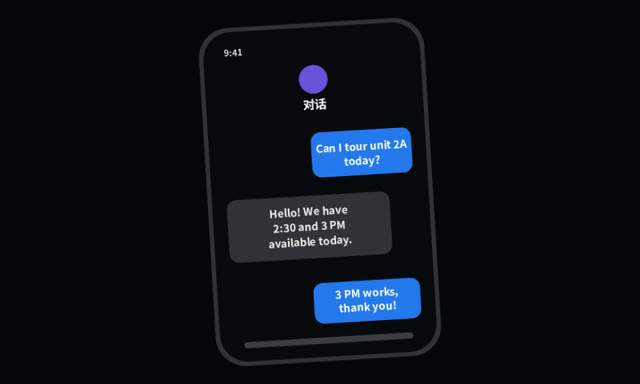 9:41
对话
Can I tour unit 2A
today?
Hello! We have
2:30 and 3 PM
available today.
3 PM works,
thank you!